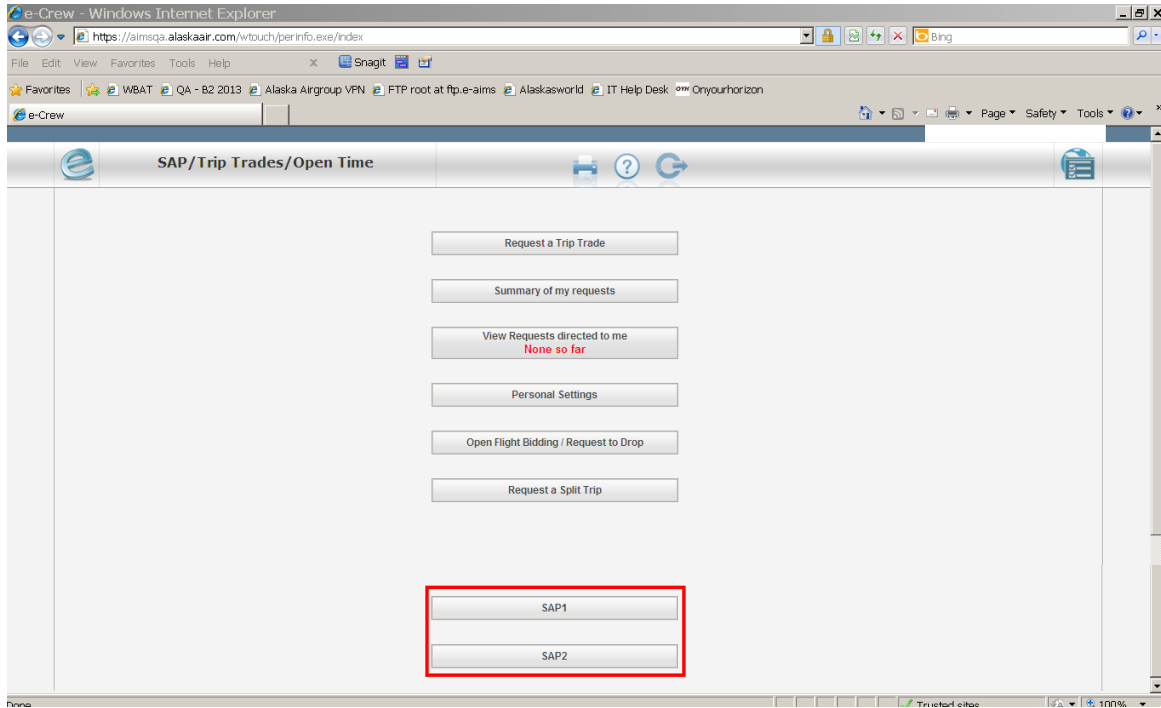 e-Crew - Windows Internet Explorer
https://aimsqa.alaskaair.com/wtouch/perinfo.exe/index
Bing
File Edit View Favorites Tools Help x Snagit
Favorites WBAT QA - B2 2013 Alaska Airgroup VPN FTP root at ftp.e-aims Alaskasworld IT Help Desk Onyourhorizon
e-Crew
Page Safety Tools
SAP/Trip Trades/Open Time
Request a Trip Trade
Summary of my requests
View Requests directed to me
None so far
Personal Settings
Open Flight Bidding / Request to Drop
Request a Split Trip
SAP1
SAP2
Done
Trusted sites
100%